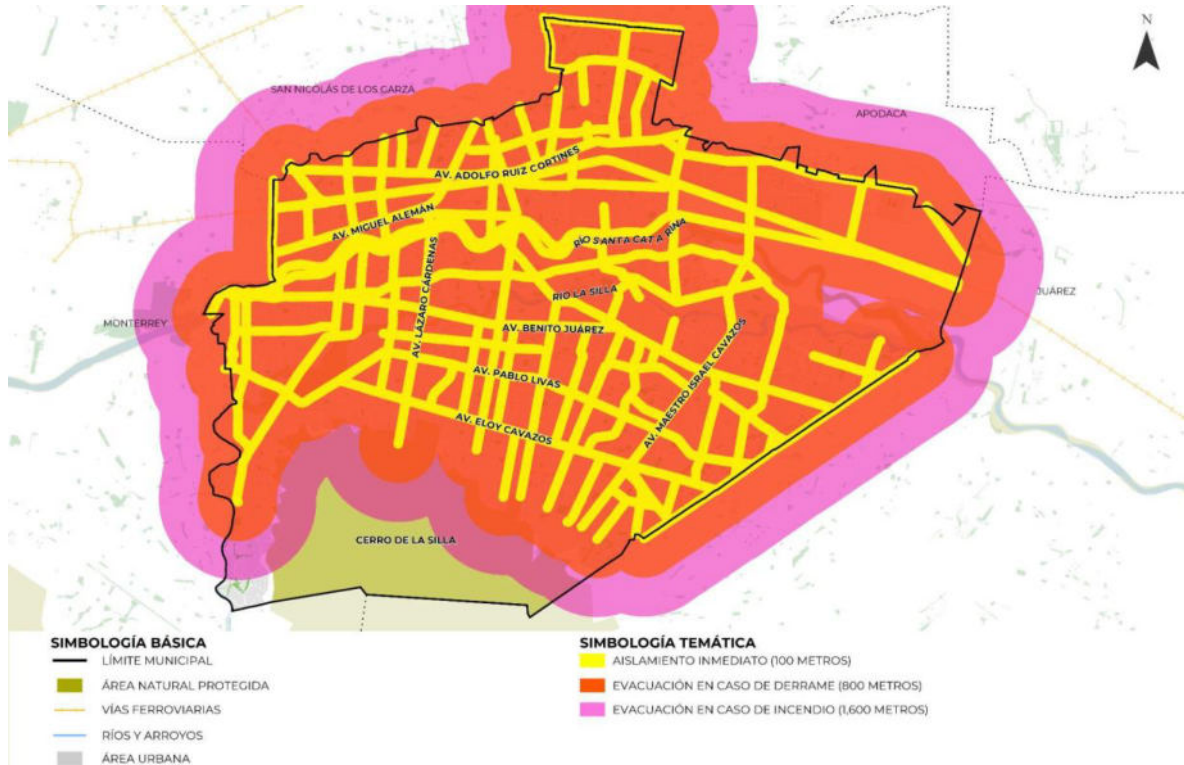 N
SAN NICOLÁS DE LOS GARZA
APODACA
AV. ADOLFO RUIZ CORTINES
AV. MIGUEL ALEMÁN
RÍO SANTA CATARINA
AV. LÁZARO CÁRDENAS
RIO LA SILLA
JUÁREZ
MONTERREY
AV. BENITO JUÁREZ
AV. MAESTRO ISRAEL CAVAZOS
AV. PABLO LIVAS
AV. ELOY CAVAZOS
CERRO DE LA SILLA
SIMBOLOGÍA BÁSICA
LÍMITE MUNICIPAL
ÁREA NATURAL PROTEGIDA
VÍAS FERROVIARIAS
RÍOS Y ARROYOS
ÁREA URBANA
SIMBOLOGÍA TEMÁTICA
AISLAMIENTO INMEDIATO (100 METROS)
EVACUACIÓN EN CASO DE DERRAME (800 METROS)
EVACUACIÓN EN CASO DE INCENDIO (1,600 METROS)